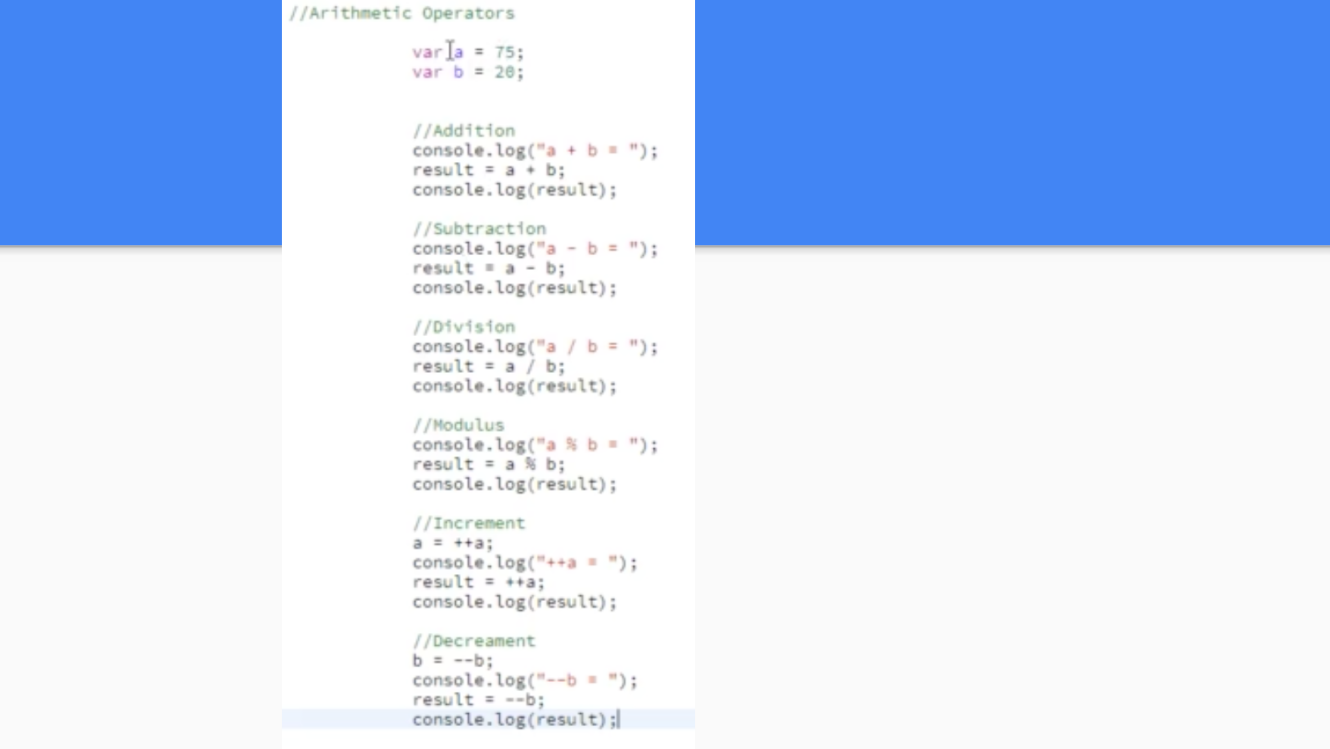 //Arithmetic Operators
var a = 75;
var b = 20;
//Addition
console.log("a + b = ");
result = a + b;
console.log(result);
//Subtraction
console.log("a - b = ");
result = a - b;
console.log(result);
//Division
console.log("a / b = ");
result = a / b;
console.log(result);
//Modulus
console.log("a % b = ");
result = a % b;
console.log(result);
//Increment
a = ++a;
console.log("++a = ");
result = ++a;
console.log(result);
//Decreament
b = --b;
console.log("--b = ");
result = --b;
console.log(result);